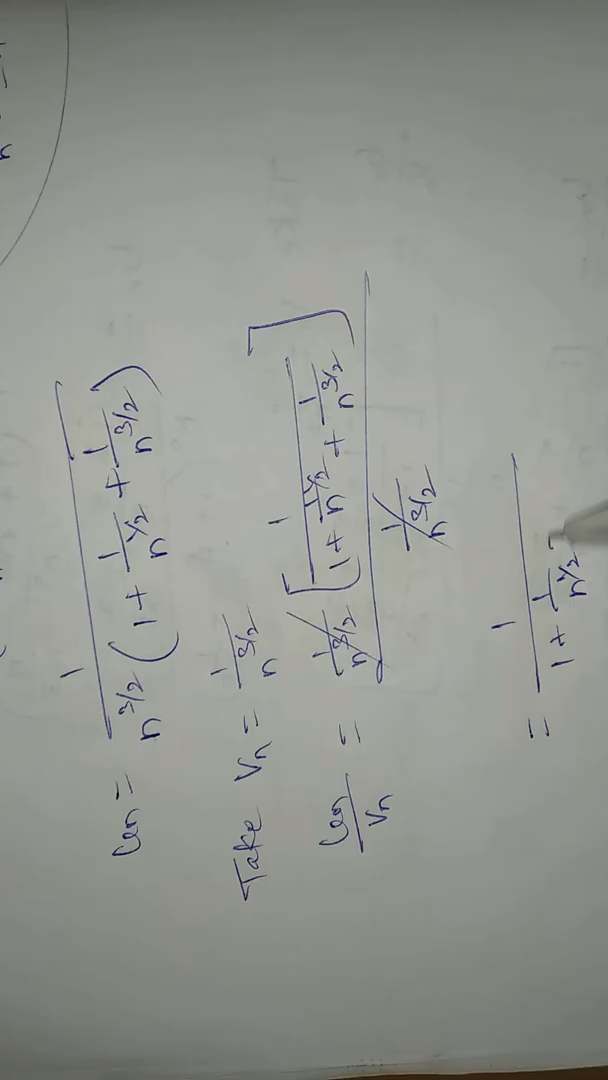 un = 1 / n^3/2 ( 1 + 1/n^1/2 + 1/n^3/2 )
Take Vn = 1/n^3/2
un/Vn = 1/n^3/2 [ 1 / 1 + 1/n^1/2 + 1/n^3/2 ] / 1/n^3/2
= 1 / 1 + 1/n^1/2